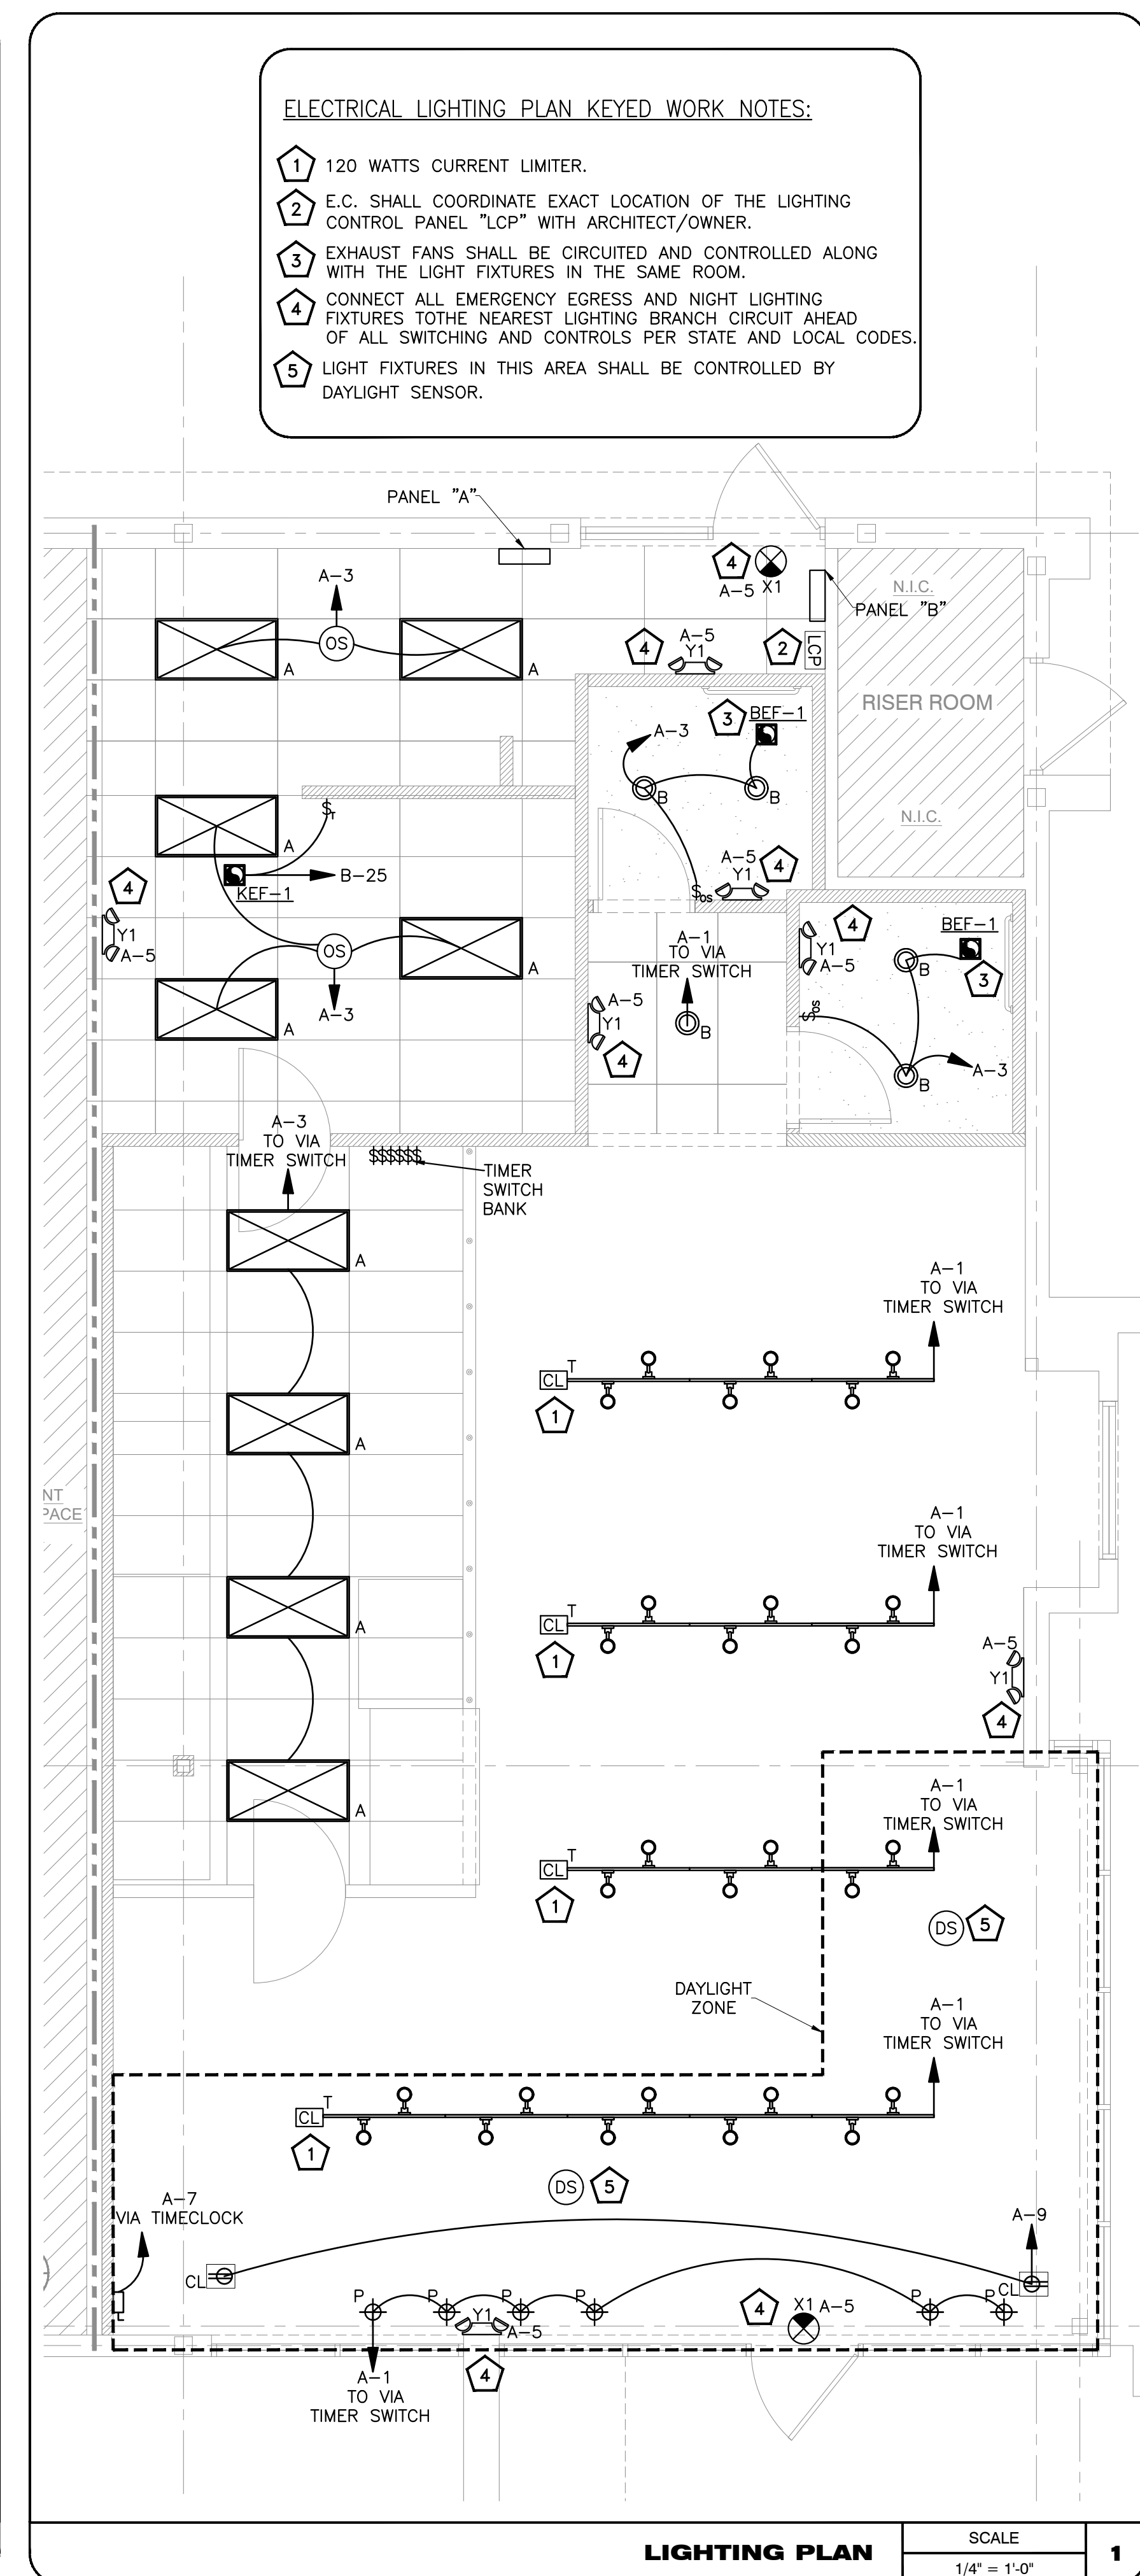 ELECTRICAL LIGHTING PLAN KEYED WORK NOTES:
1 120 WATTS CURRENT LIMITER.
2 E.C. SHALL COORDINATE EXACT LOCATION OF THE LIGHTING
CONTROL PANEL "LCP" WITH ARCHITECT/OWNER.
3 EXHAUST FANS SHALL BE CIRCUITED AND CONTROLLED ALONG
WITH THE LIGHT FIXTURES IN THE SAME ROOM.
4 CONNECT ALL EMERGENCY EGRESS AND NIGHT LIGHTING
FIXTURES TOTHE NEAREST LIGHTING BRANCH CIRCUIT AHEAD
OF ALL SWITCHING AND CONTROLS PER STATE AND LOCAL CODES.
5 LIGHT FIXTURES IN THIS AREA SHALL BE CONTROLLED BY
DAYLIGHT SENSOR.
PANEL "A"
A-3
OS
A
A
4
A-5 X1
PANEL "B"
N.I.C.
4
A-5
Y1
2
LCP
RISER ROOM
N.I.C.
3
BEF-1
A-3
B
B
$T
A
KEF-1
B-25
4
Y1
A-5
A-5
Y1
4
$OS
OS
A
A-3
A
A-1
TO VIA
TIMER SWITCH
B
A-5
Y1
4
4
Y1
A-5
BEF-1
3
B
$OS
B
A-3
A-3
TO VIA
TIMER SWITCH
$$$$$$
TIMER
SWITCH
BANK
A
A
A
A
A-1
TO VIA
TIMER SWITCH
CL
T
1
NT
PACE
A-1
TO VIA
TIMER SWITCH
CL
T
1
A-5
Y1
4
A-1
TO VIA
TIMER SWITCH
CL
T
1
DS
5
DAYLIGHT
ZONE
A-1
TO VIA
TIMER SWITCH
CL
T
1
DS
5
A-7
VIA TIMECLOCK
CL
A-9
CL
P
P
P
P
P
P
Y1
A-5
4
4
X1 A-5
A-1
TO VIA
TIMER SWITCH
LIGHTING PLAN
SCALE
1/4" = 1'-0"
1